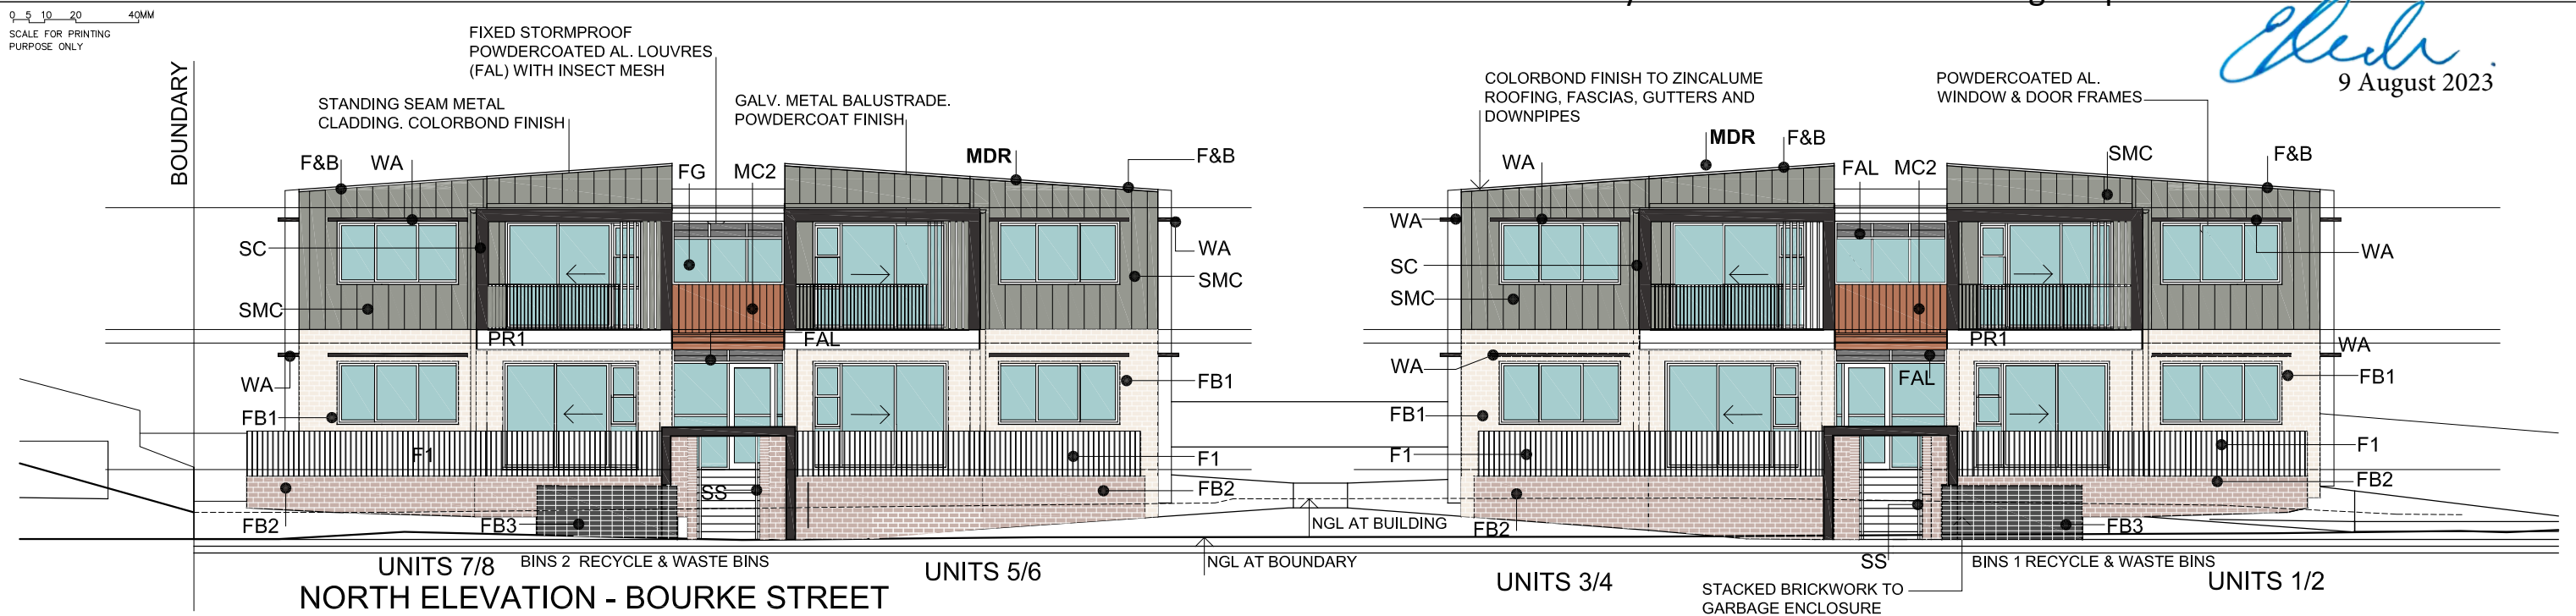 0 5 10 20 40MM
SCALE FOR PRINTING
PURPOSE ONLY
BOUNDARY
FIXED STORMPROOF
POWDERCOATED AL. LOUVRES
(FAL) WITH INSECT MESH
STANDING SEAM METAL
CLADDING. COLORBOND FINISH
GALV. METAL BALUSTRADE.
POWDERCOAT FINISH
COLORBOND FINISH TO ZINCALUME
ROOFING, FASCIAS, GUTTERS AND
DOWNPIPES
POWDERCOATED AL.
WINDOW & DOOR FRAMES
9 August 2023
F&B
WA
FG
MC2
MDR
F&B
WA
MDR
F&B
FAL
MC2
SMC
F&B
SC
SMC
WA
SMC
WA
SC
SMC
WA
PR1
FAL
PR1
WA
WA
FB1
FB1
WA
FB1
FAL
FB1
F1
F1
F1
F1
FB2
FB3
SS
FB2
NGL AT BUILDING
FB2
FB3
FB2
UNITS 7/8
BINS 2 RECYCLE & WASTE BINS
UNITS 5/6
NGL AT BOUNDARY
UNITS 3/4
SS
BINS 1 RECYCLE & WASTE BINS
UNITS 1/2
STACKED BRICKWORK TO
GARBAGE ENCLOSURE
NORTH ELEVATION - BOURKE STREET